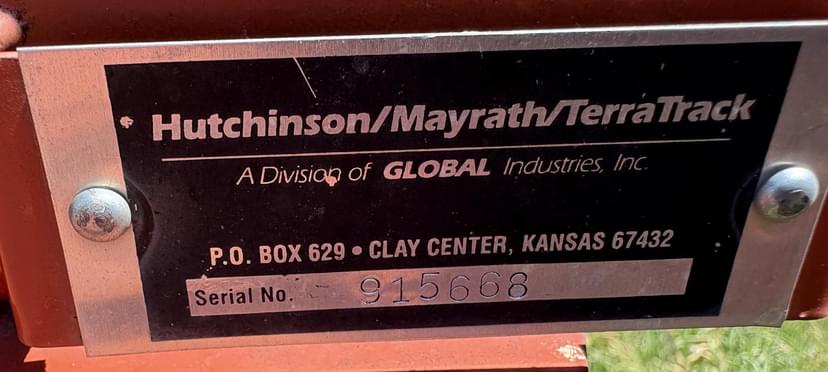 Hutchinson/Mayrath/TerraTrack
A Division of GLOBAL Industries, Inc.
P.O. BOX 629 • CLAY CENTER, KANSAS 67432
Serial No. 915668